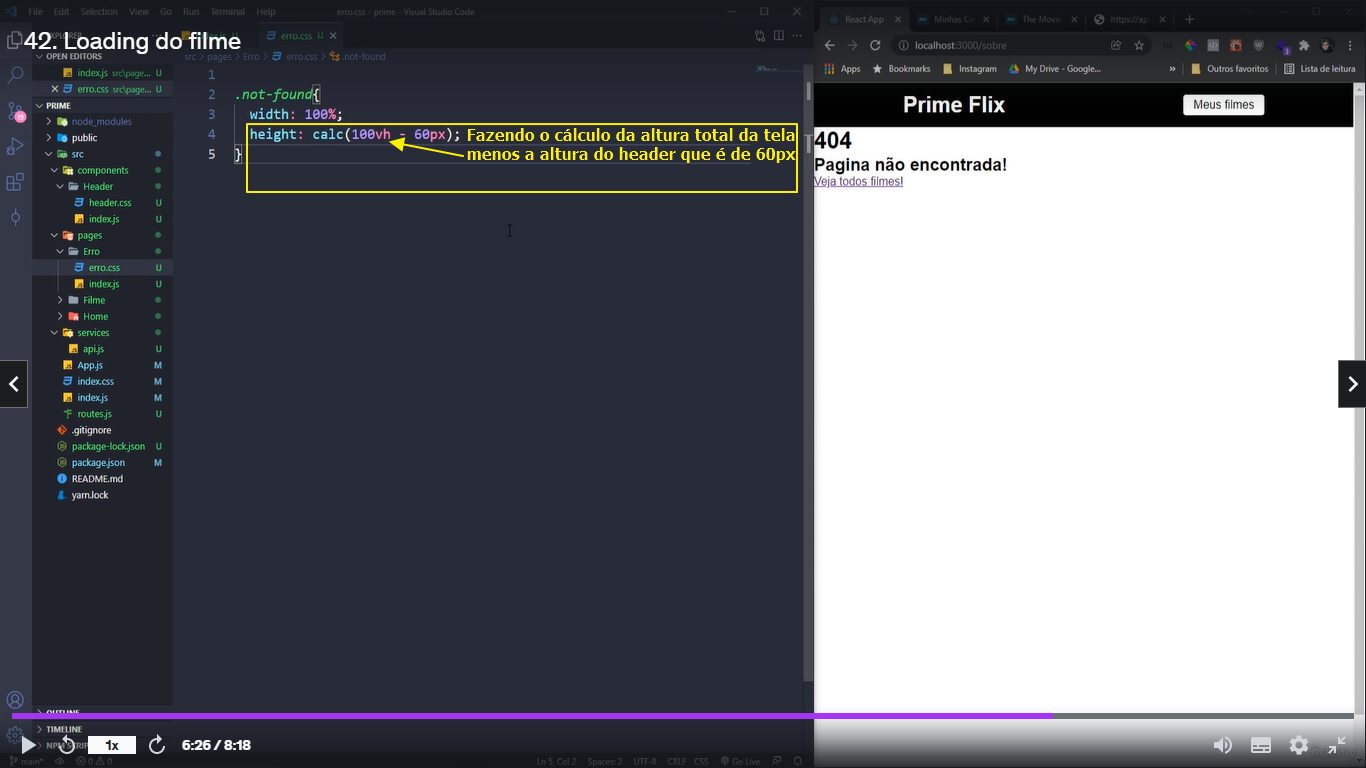 File Edit Selection View Go Run Terminal Help
erro.css - prime - Visual Studio Code
42. Loading do filme
erro.css U
OPEN EDITORS
index.js src\page... U
erro.css src\page... U
PRIME
node_modules
public
src
components
Header
header.css U
index.js U
pages
Erro
erro.css U
index.js U
Filme
Home
services
api.js U
App.js M
index.css M
index.js M
routes.js U
.gitignore
package-lock.json U
package.json M
README.md
yarn.lock
OUTLINE
TIMELINE
src > pages > Erro > erro.css > .not-found
1
2 .not-found{
3 width: 100%;
4 height: calc(100vh - 60px);
5 }
Fazendo o cálculo da altura total da tela
menos a altura do header que é de 60px
React App
Minhas Co
The Movie
https://api
localhost:3000/sobre
Apps Bookmarks Instagram My Drive - Google... » Outros favoritos Lista de leitura
Prime Flix
Meus filmes
404
Pagina não encontrada!
Veja todos filmes!
1x
6:26 / 8:18
main*
0 0
Ln 5, Col 2 Spaces: 2 UTF-8 CRLF CSS Go Live